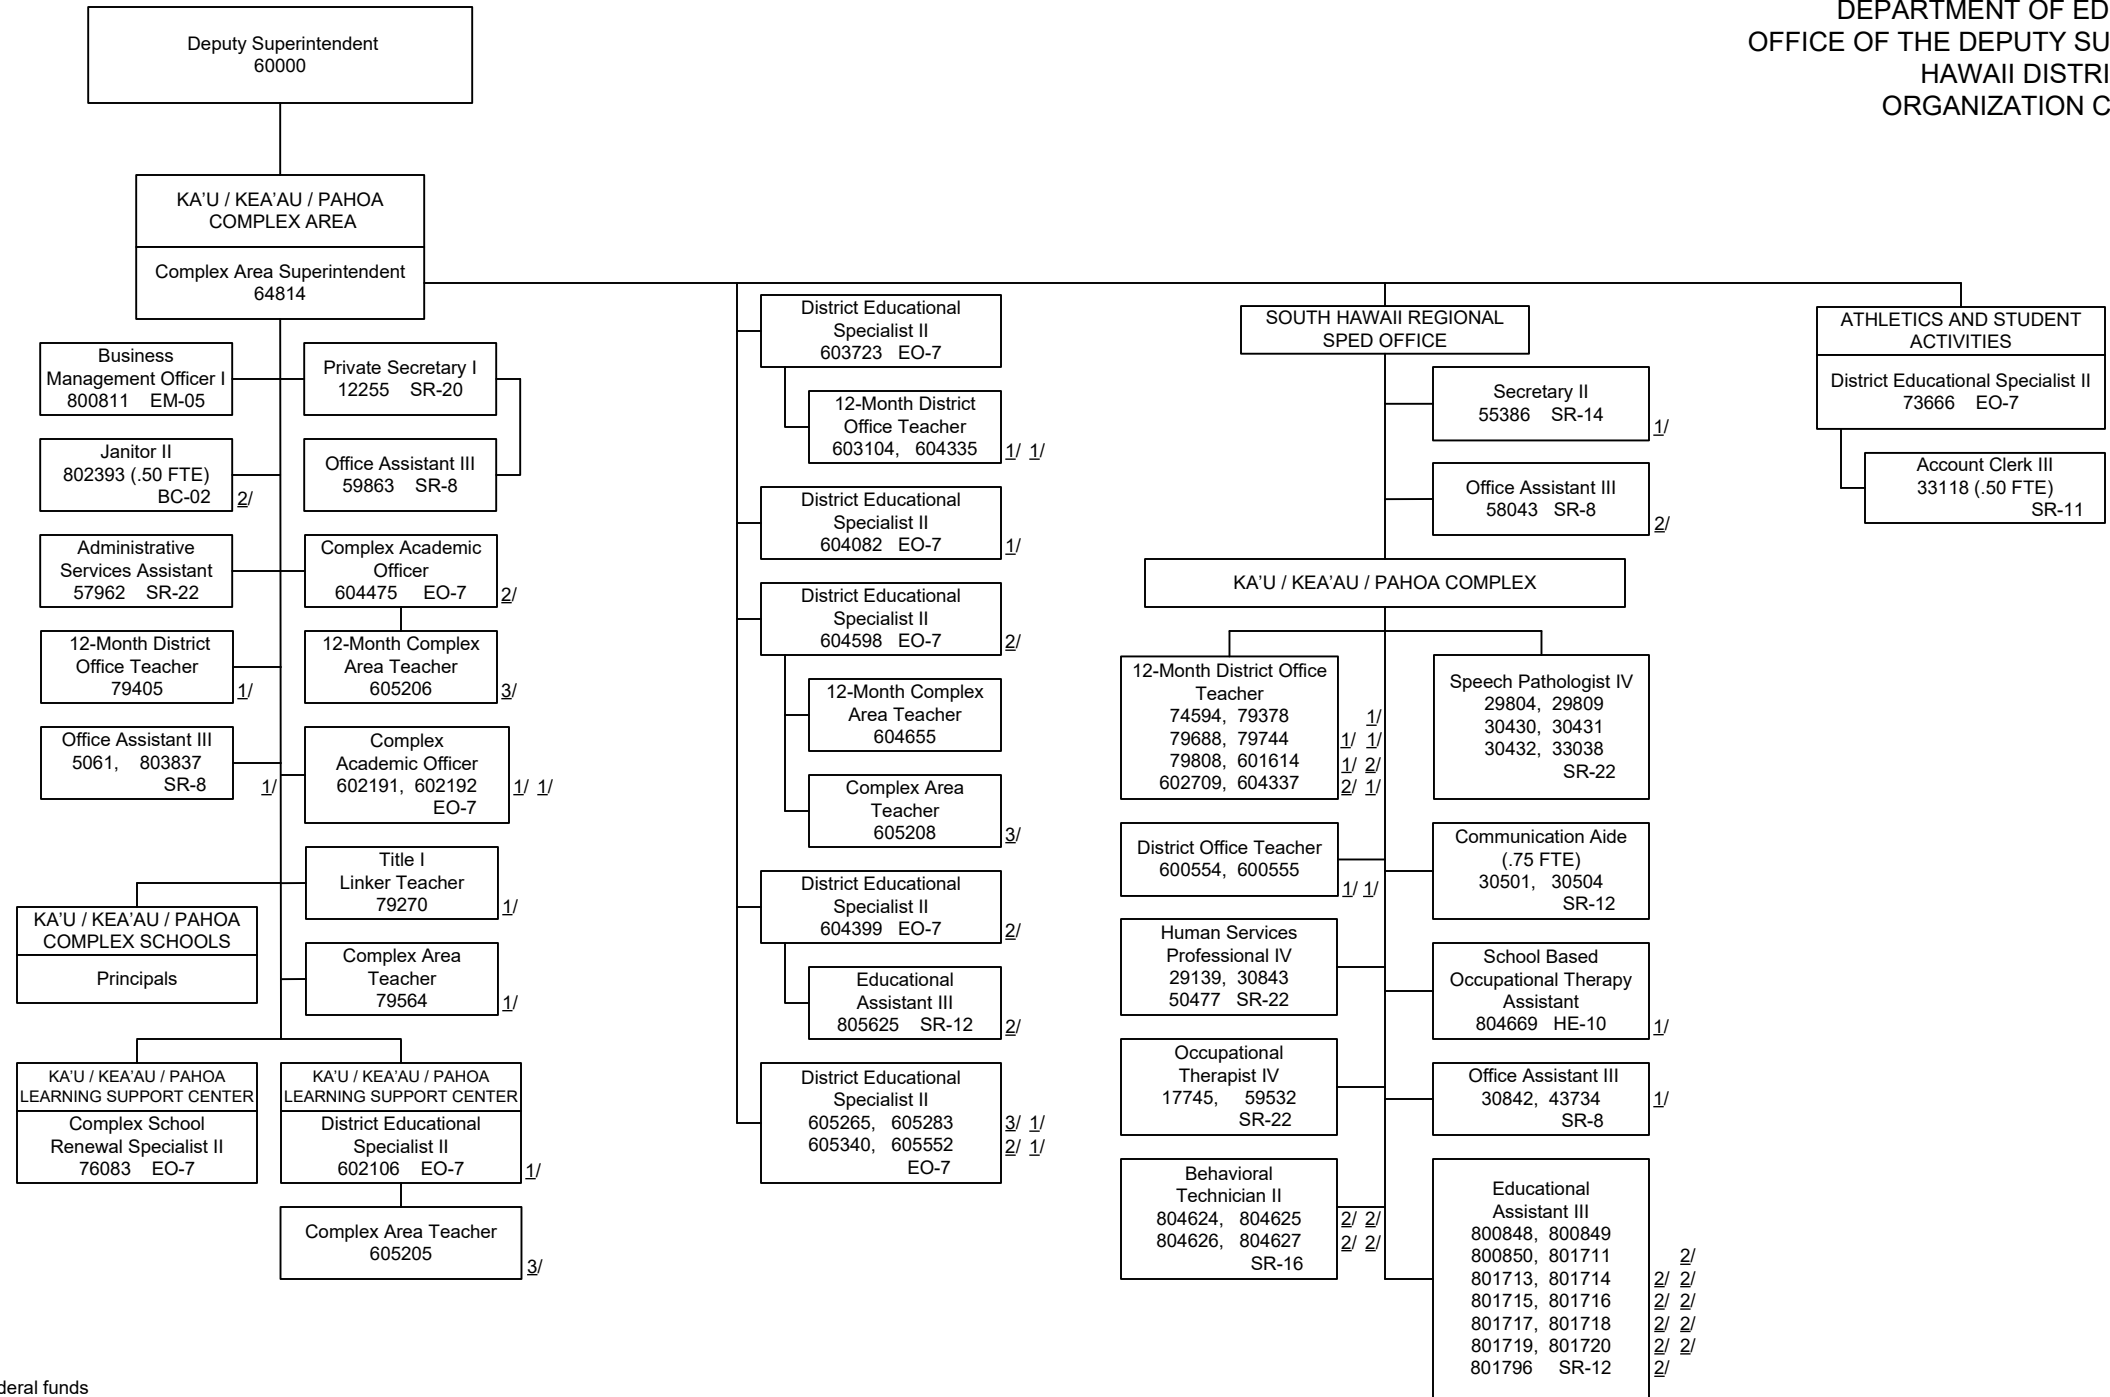 DEPARTMENT OF ED
OFFICE OF THE DEPUTY SU
HAWAII DISTRI
ORGANIZATION C
Deputy Superintendent
60000
KA'U / KEA'AU / PAHOA
COMPLEX AREA
Complex Area Superintendent
64814
Business
Management Officer I
800811 EM-05
Private Secretary I
12255 SR-20
Janitor II
802393 (.50 FTE)
BC-02 2/
Office Assistant III
59863 SR-8
Administrative
Services Assistant
57962 SR-22
Complex Academic
Officer
604475 EO-7 2/
12-Month District
Office Teacher
79405 1/
12-Month Complex
Area Teacher
605206 3/
Office Assistant III
5061, 803837
SR-8 1/
Complex
Academic Officer
602191, 602192 1/ 1/
EO-7
Title I
Linker Teacher
79270 1/
KA'U / KEA'AU / PAHOA
COMPLEX SCHOOLS
Principals
Complex Area
Teacher
79564 1/
KA'U / KEA'AU / PAHOA
LEARNING SUPPORT CENTER
Complex School
Renewal Specialist II
76083 EO-7
KA'U / KEA'AU / PAHOA
LEARNING SUPPORT CENTER
District Educational
Specialist II
602106 EO-7 1/
Complex Area Teacher
605205
3/
District Educational
Specialist II
603723 EO-7
12-Month District
Office Teacher
603104, 604335 1/ 1/
District Educational
Specialist II
604082 EO-7 1/
District Educational
Specialist II
604598 EO-7 2/
12-Month Complex
Area Teacher
604655
Complex Area
Teacher
605208 3/
District Educational
Specialist II
604399 EO-7 2/
Educational
Assistant III
805625 SR-12 2/
District Educational
Specialist II
605265, 605283 3/ 1/
605340, 605552 2/ 1/
EO-7
SOUTH HAWAII REGIONAL
SPED OFFICE
Secretary II
55386 SR-14
1/
Office Assistant III
58043 SR-8
2/
KA'U / KEA'AU / PAHOA COMPLEX
12-Month District Office
Teacher
74594, 79378 1/
79688, 79744 1/ 1/
79808, 601614 1/ 2/
602709, 604337 2/ 1/
Speech Pathologist IV
29804, 29809
30430, 30431
30432, 33038
SR-22
District Office Teacher
600554, 600555
1/ 1/
Communication Aide
(.75 FTE)
30501, 30504
SR-12
Human Services
Professional IV
29139, 30843
50477 SR-22
School Based
Occupational Therapy
Assistant
804669 HE-10 1/
Occupational
Therapist IV
17745, 59532
SR-22
Office Assistant III
30842, 43734 1/
SR-8
Behavioral
Technician II
804624, 804625 2/ 2/
804626, 804627 2/ 2/
SR-16
Educational
Assistant III
800848, 800849
800850, 801711 2/
801713, 801714 2/ 2/
801715, 801716 2/ 2/
801717, 801718 2/ 2/
801719, 801720 2/ 2/
801796 SR-12 2/
ATHLETICS AND STUDENT
ACTIVITIES
District Educational Specialist II
73666 EO-7
Account Clerk III
33118 (.50 FTE)
SR-11
deral funds